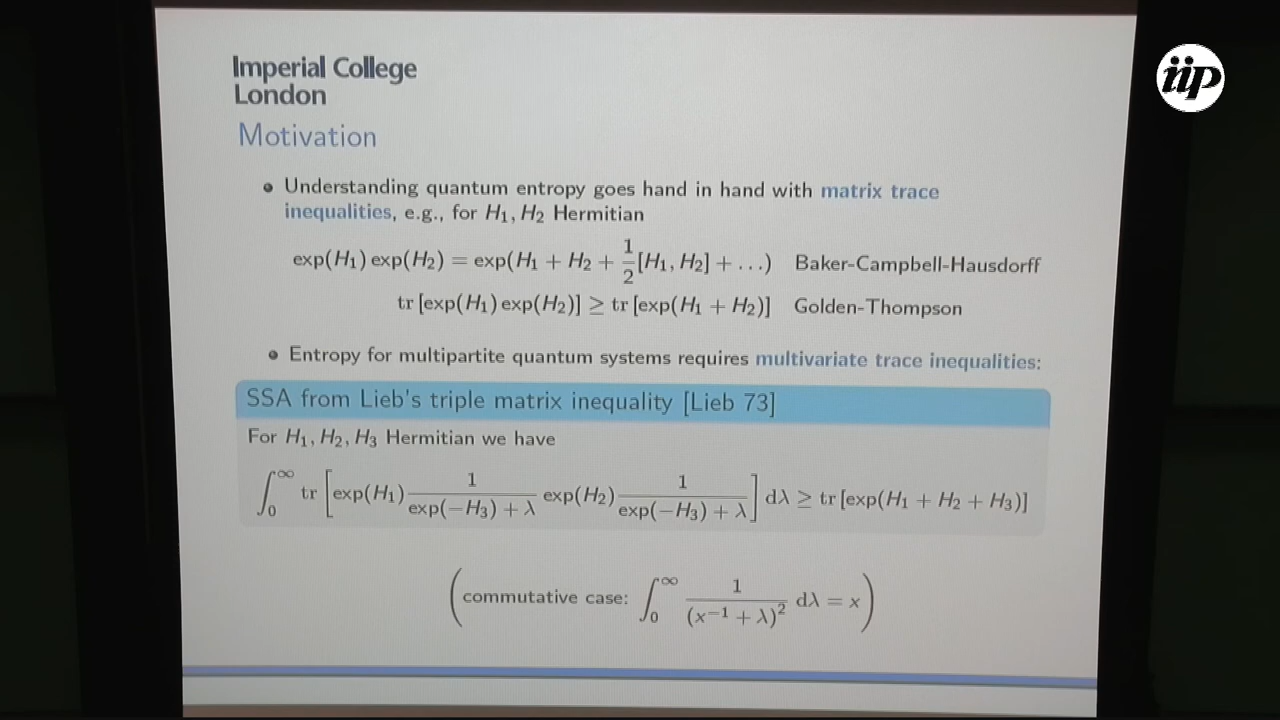 iip
Imperial College
London
Motivation
• Understanding quantum entropy goes hand in hand with matrix trace
inequalities, e.g., for H₁, H₂ Hermitian
exp(H₁) exp(H₂) = exp(H₁ + H₂ + 1/2[H₁, H₂] + ...) Baker-Campbell-Hausdorff
tr [exp(H₁) exp(H₂)] ≥ tr [exp(H₁ + H₂)] Golden-Thompson
• Entropy for multipartite quantum systems requires multivariate trace inequalities:
SSA from Lieb's triple matrix inequality [Lieb 73]
For H₁, H₂, H₃ Hermitian we have
∫₀^∞ tr [exp(H₁) 1/(exp(−H₃) + λ) exp(H₂) 1/(exp(−H₃) + λ)] dλ ≥ tr [exp(H₁ + H₂ + H₃)]
(commutative case: ∫₀^∞ 1/(x⁻¹ + λ)² dλ = x)